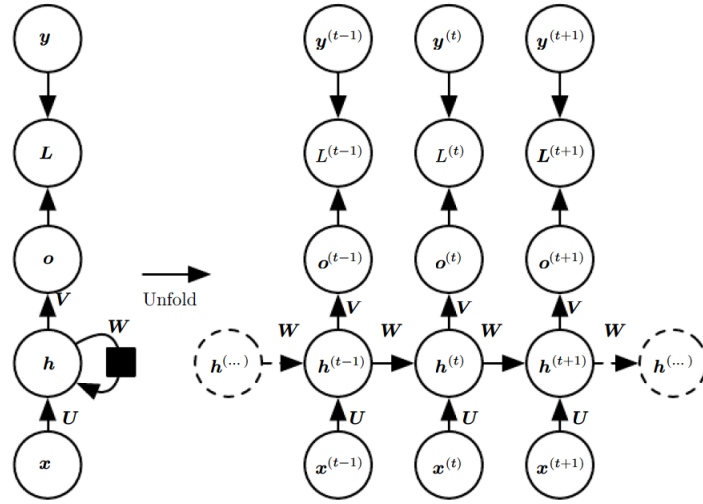 y y^(t−1) y^(t) y^(t+1)
L L^(t−1) L^(t) L^(t+1)
o o^(t−1) o^(t) o^(t+1)
Unfold
V V V V
W W W W W
h h^(...) h^(t−1) h^(t) h^(t+1) h^(...)
U U U U
x x^(t−1) x^(t) x^(t+1)